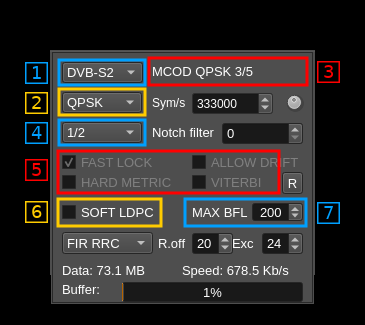 1 DVB-S2 MCOD QPSK 3/5 3
2 QPSK Sym/s 333000
4 1/2 Notch filter 0
5 FAST LOCK ALLOW DRIFT
HARD METRIC VITERBI R
6 SOFT LDPC MAX BFL 200 7
FIR RRC R.off 20 Exc 24
Data: 73.1 MB Speed: 678.5 Kb/s
Buffer: 1%